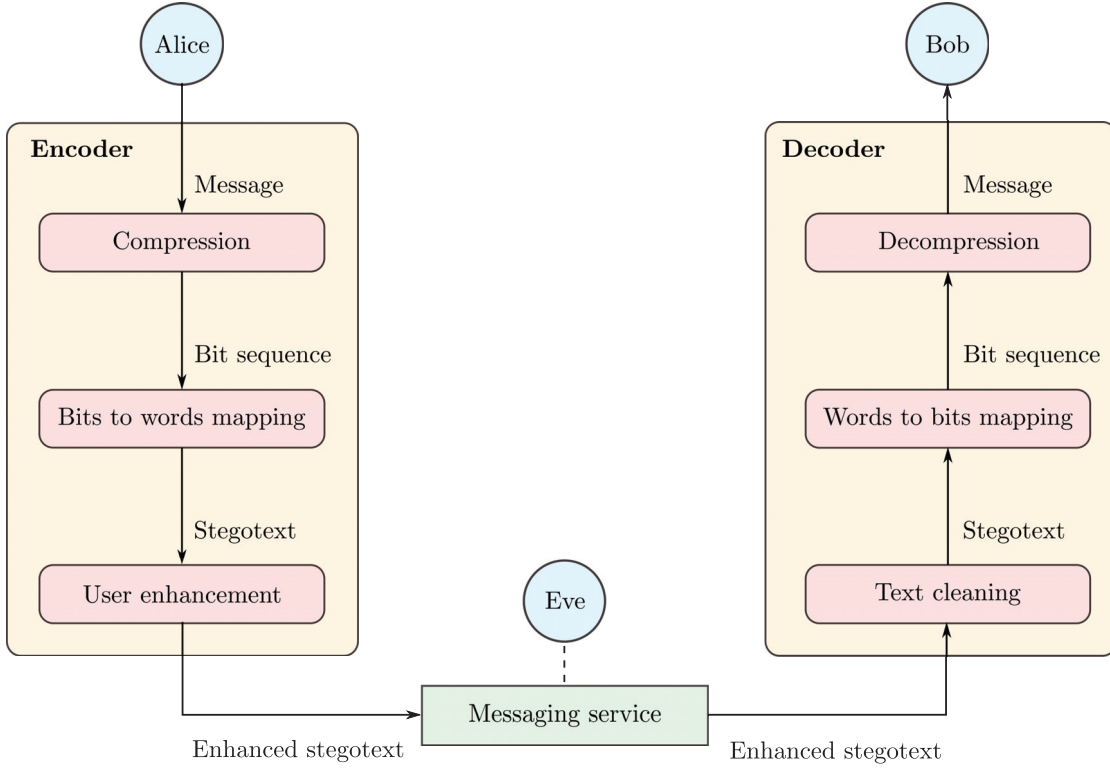 Alice
Encoder
Message
Compression
Bit sequence
Bits to words mapping
Stegotext
User enhancement
Enhanced stegotext
Eve
Messaging service
Enhanced stegotext
Bob
Decoder
Message
Decompression
Bit sequence
Words to bits mapping
Stegotext
Text cleaning